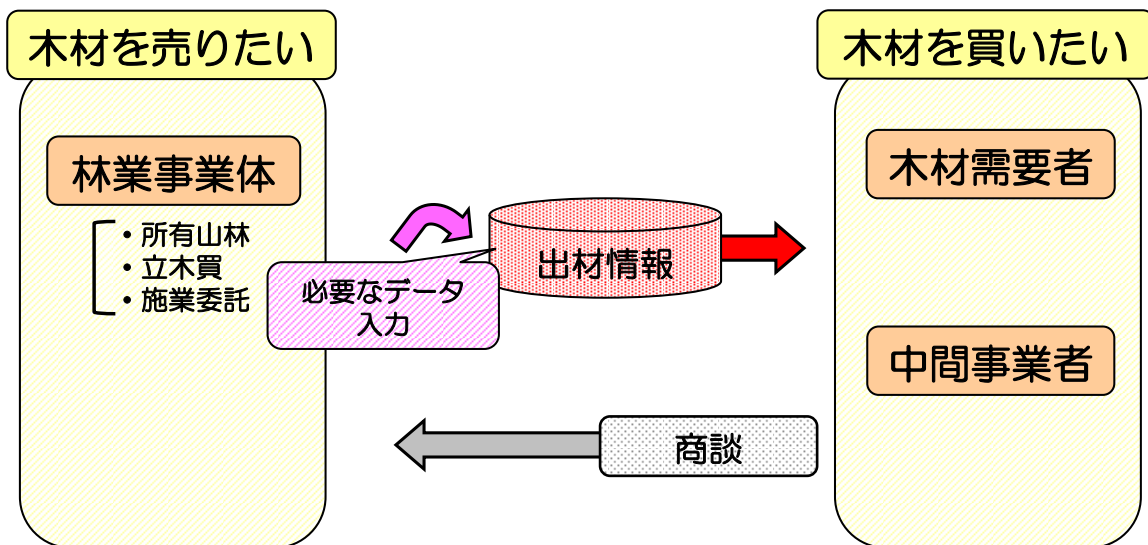 木材を売りたい
木材を買いたい
林業事業体
・所有山林
・立木買
・施業委託
必要なデータ
入力
出材情報
木材需要者
中間事業者
商談